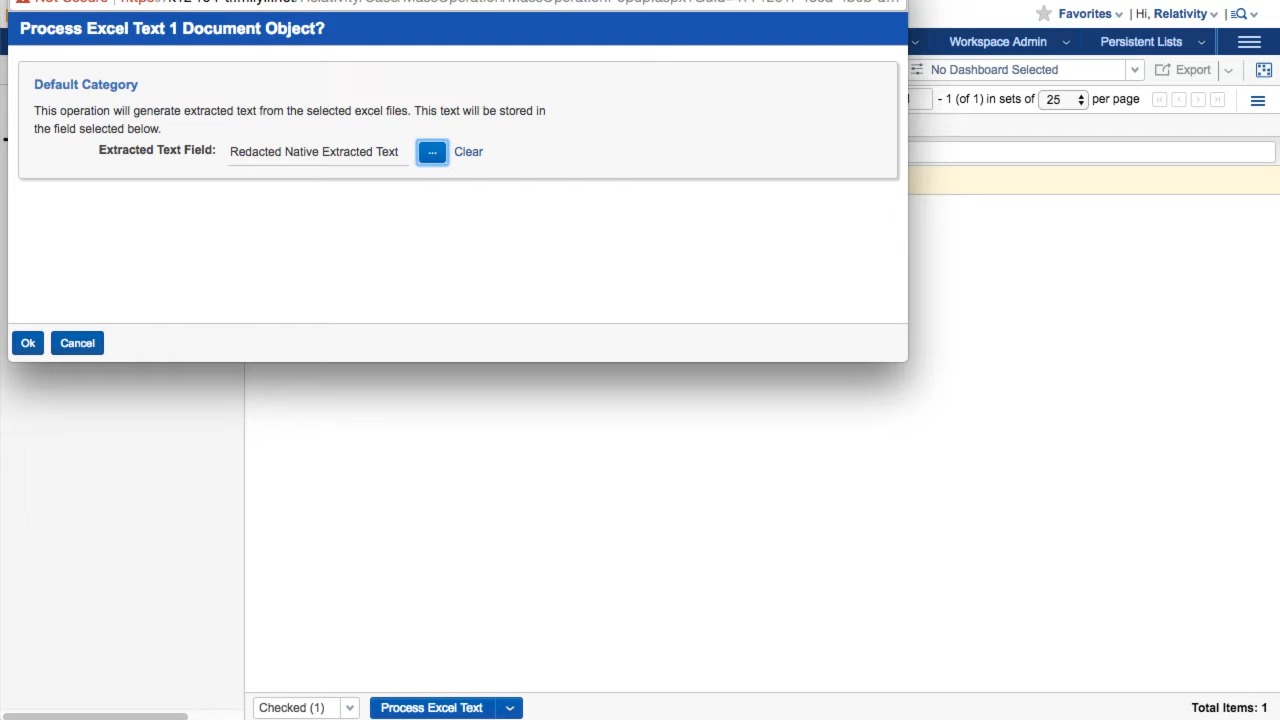 Process Excel Text 1 Document Object?
Default Category
This operation will generate extracted text from the selected excel files. This text will be stored in
the field selected below.
Extracted Text Field: Redacted Native Extracted Text ... Clear
Ok Cancel
Favorites | Hi, Relativity |
Workspace Admin Persistent Lists
No Dashboard Selected Export
- 1 (of 1) in sets of 25 per page
Checked (1) Process Excel Text Total Items: 1